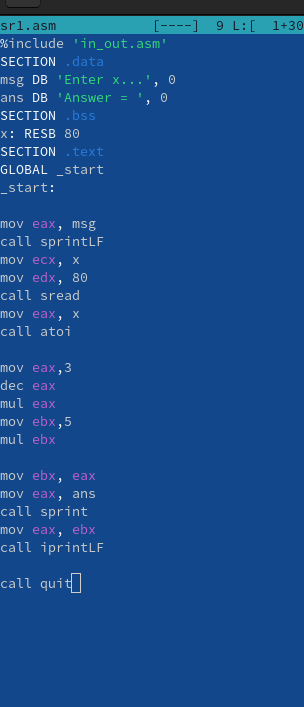 sr1.asm [----] 9 L:[ 1+30
%include 'in_out.asm'
SECTION .data
msg DB 'Enter x...', 0
ans DB 'Answer = ', 0
SECTION .bss
x: RESB 80
SECTION .text
GLOBAL _start
_start:
mov eax, msg
call sprintLF
mov ecx, x
mov edx, 80
call sread
mov eax, x
call atoi
mov eax,3
dec eax
mul eax
mov ebx,5
mul ebx
mov ebx, eax
mov eax, ans
call sprint
mov eax, ebx
call iprintLF
call quit